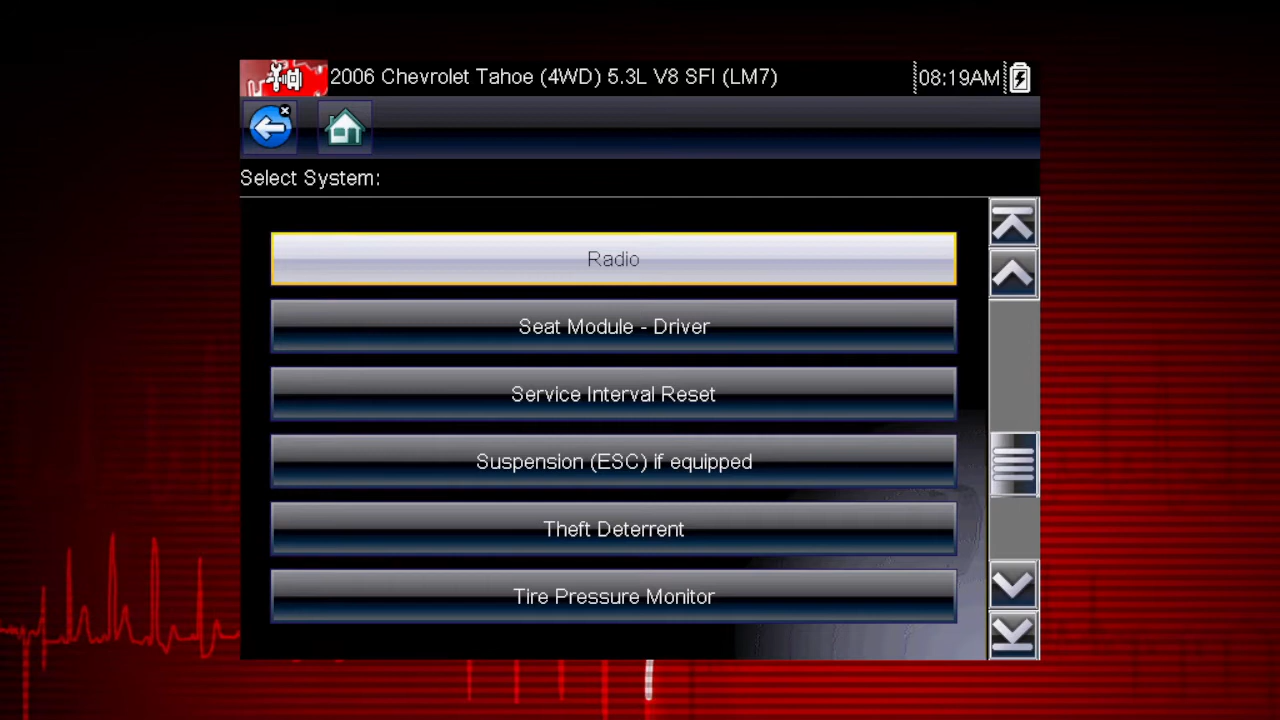 2006 Chevrolet Tahoe (4WD) 5.3L V8 SFI (LM7) 08:19AM
Select System:
Radio
Seat Module - Driver
Service Interval Reset
Suspension (ESC) if equipped
Theft Deterrent
Tire Pressure Monitor